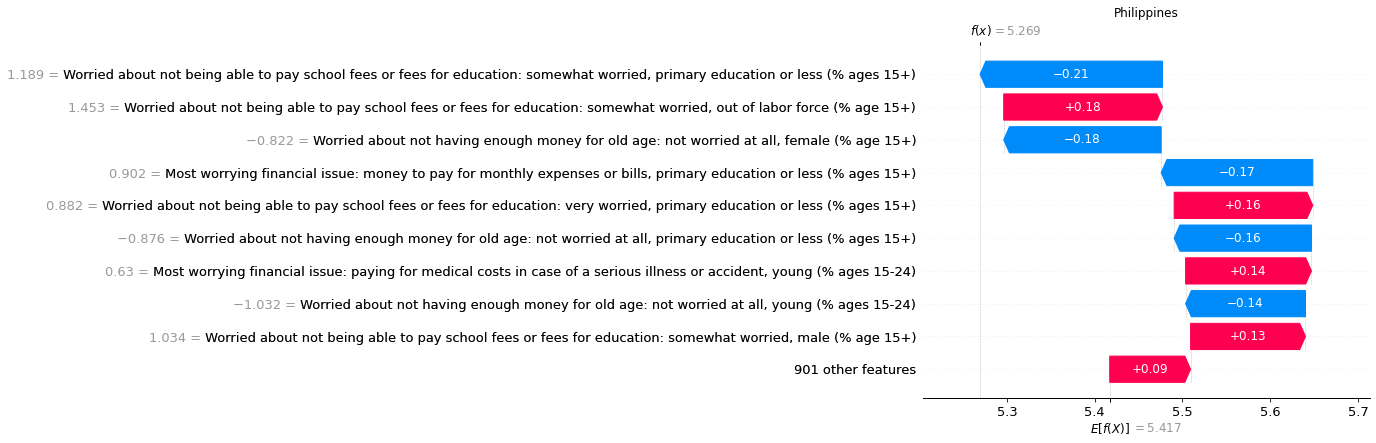 Philippines
f(x) = 5.269
1.189 = Worried about not being able to pay school fees or fees for education: somewhat worried, primary education or less (% ages 15+)
−0.21
1.453 = Worried about not being able to pay school fees or fees for education: somewhat worried, out of labor force (% age 15+)
+0.18
−0.822 = Worried about not having enough money for old age: not worried at all, female (% age 15+)
−0.18
0.902 = Most worrying financial issue: money to pay for monthly expenses or bills, primary education or less (% ages 15+)
−0.17
0.882 = Worried about not being able to pay school fees or fees for education: very worried, primary education or less (% ages 15+)
+0.16
−0.876 = Worried about not having enough money for old age: not worried at all, primary education or less (% ages 15+)
−0.16
0.63 = Most worrying financial issue: paying for medical costs in case of a serious illness or accident, young (% ages 15-24)
+0.14
−1.032 = Worried about not having enough money for old age: not worried at all, young (% ages 15-24)
−0.14
1.034 = Worried about not being able to pay school fees or fees for education: somewhat worried, male (% age 15+)
+0.13
901 other features
+0.09
5.3 5.4 5.5 5.6 5.7
E[f(X)] = 5.417